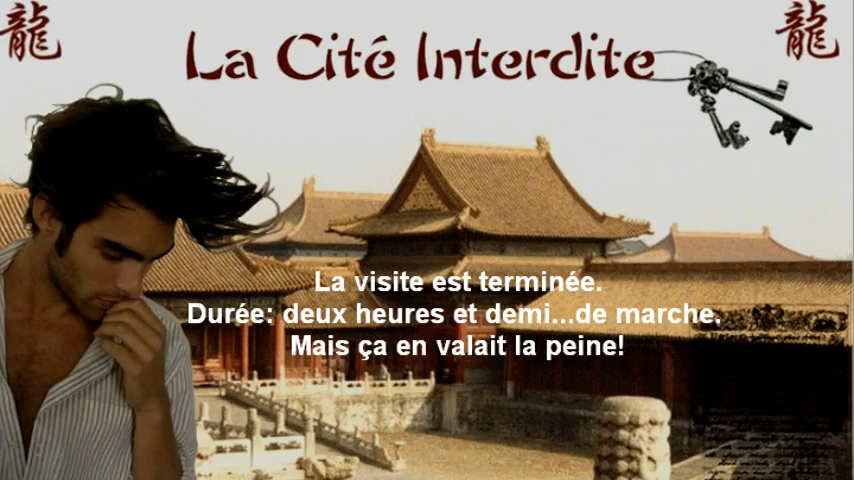 龍 龍
La Cité Interdite
La visite est terminée.
Durée: deux heures et demi...de marche.
Mais ça en valait la peine!